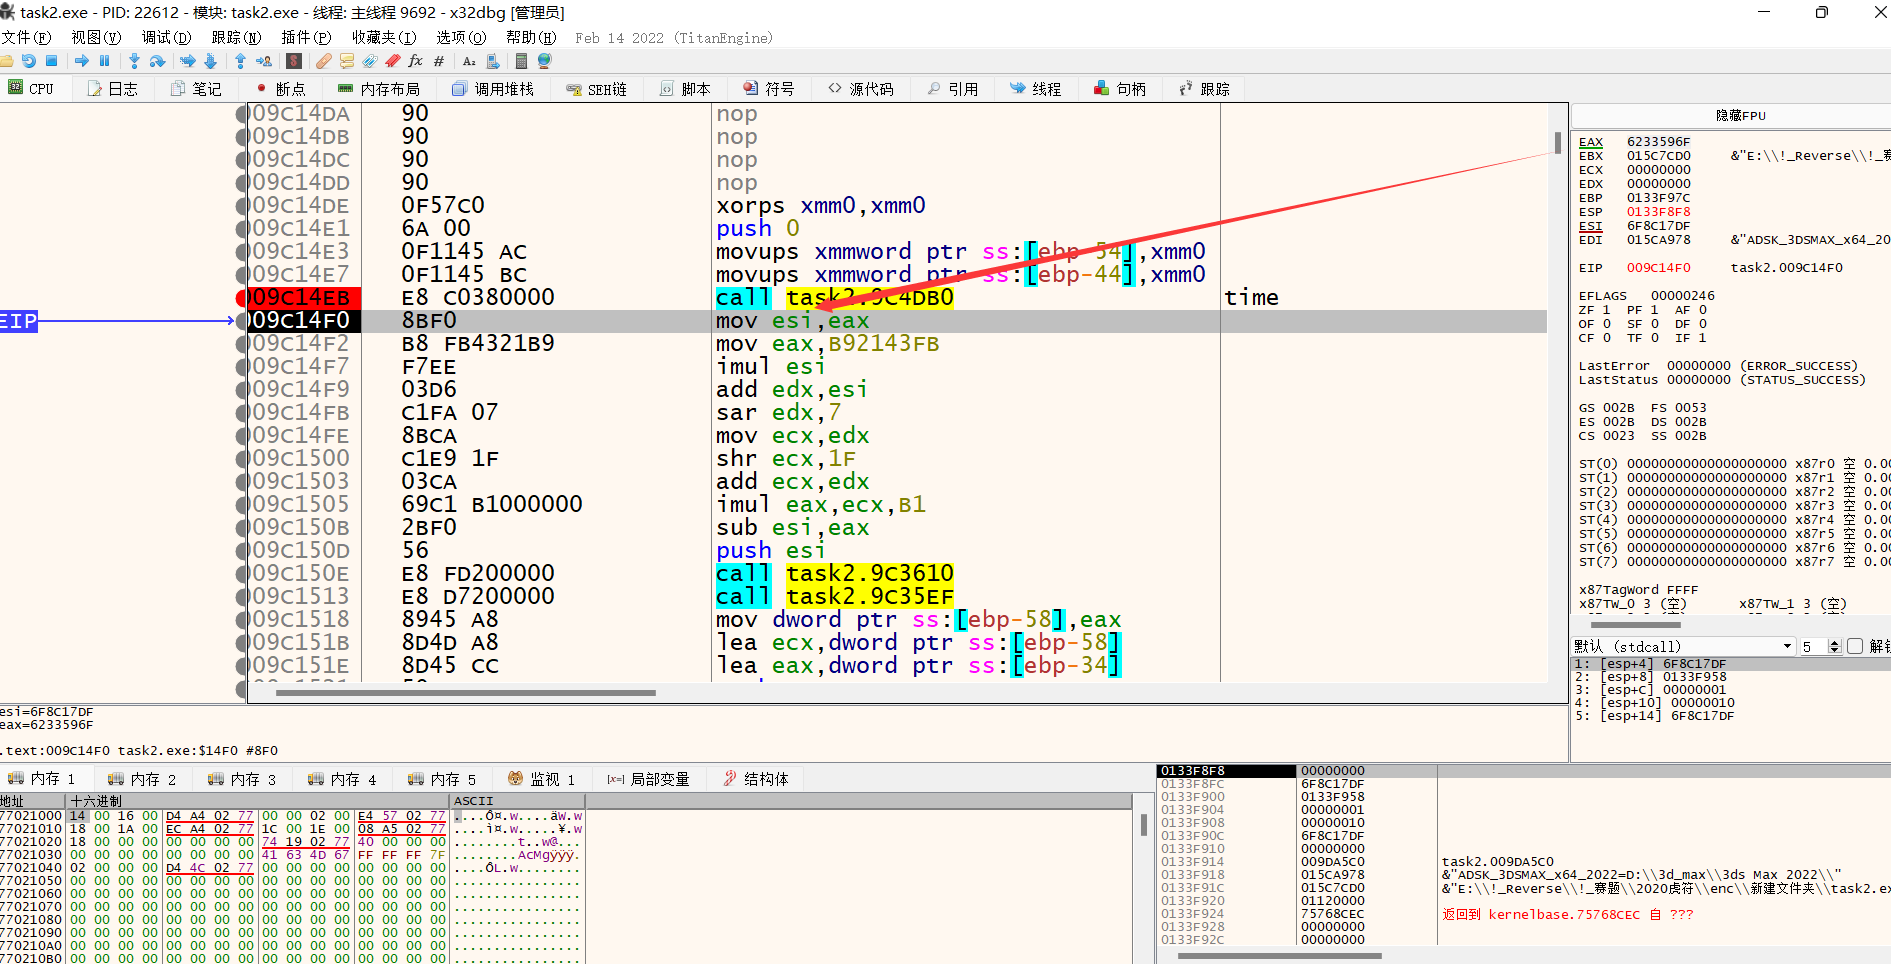 task2.exe - PID: 22612 - 模块: task2.exe - 线程: 主线程 9692 - x32dbg [管理员]
文件(F) 视图(V) 调试(D) 跟踪(N) 插件(P) 收藏夹(I) 选项(O) 帮助(H) Feb 14 2022 (TitanEngine)
CPU 日志 笔记 断点 内存布局 调用堆栈 SEH链 脚本 符号 源代码 引用 线程 句柄 跟踪
009C14DA 90 nop
009C14DB 90 nop
009C14DC 90 nop
009C14DD 90 nop
009C14DE 0F57C0 xorps xmm0,xmm0
009C14E1 6A 00 push 0
009C14E3 0F1145 AC movups xmmword ptr ss:[ebp-54],xmm0
009C14E7 0F1145 BC movups xmmword ptr ss:[ebp-44],xmm0
009C14EB E8 C0380000 call task2.9C4DB0 time
EIP 009C14F0 8BF0 mov esi,eax
009C14F2 B8 FB4321B9 mov eax,B92143FB
009C14F7 F7EE imul esi
009C14F9 03D6 add edx,esi
009C14FB C1FA 07 sar edx,7
009C14FE 8BCA mov ecx,edx
009C1500 C1E9 1F shr ecx,1F
009C1503 03CA add ecx,edx
009C1505 69C1 B1000000 imul eax,ecx,B1
009C150B 2BF0 sub esi,eax
009C150D 56 push esi
009C150E E8 FD200000 call task2.9C3610
009C1513 E8 D7200000 call task2.9C35EF
009C1518 8945 A8 mov dword ptr ss:[ebp-58],eax
009C151B 8D4D A8 lea ecx,dword ptr ss:[ebp-58]
009C151E 8D45 CC lea eax,dword ptr ss:[ebp-34]
隐藏FPU
EAX 6233596F
EBX 015C7CD0 &"E:\\!_Reverse\\!_赛
ECX 00000000
EDX 00000000
EBP 0133F97C
ESP 0133F8F8
ESI 6F8C17DF
EDI 015CA978 &"ADSK_3DSMAX_x64_20
EIP 009C14F0 task2.009C14F0
EFLAGS 00000246
ZF 1 PF 1 AF 0
OF 0 SF 0 DF 0
CF 0 TF 0 IF 1
LastError 00000000 (ERROR_SUCCESS)
LastStatus 00000000 (STATUS_SUCCESS)
GS 002B FS 0053
ES 002B DS 002B
CS 0023 SS 002B
ST(0) 00000000000000000000 x87r0 空 0.00
ST(1) 00000000000000000000 x87r1 空 0.00
ST(2) 00000000000000000000 x87r2 空 0.00
ST(3) 00000000000000000000 x87r3 空 0.00
ST(4) 00000000000000000000 x87r4 空 0.00
ST(5) 00000000000000000000 x87r5 空 0.00
ST(6) 00000000000000000000 x87r6 空 0.00
ST(7) 00000000000000000000 x87r7 空 0.00
x87TagWord FFFF
x87TW_0 3 (空) x87TW_1 3 (空)
默认 (stdcall) 5 解锁
1: [esp+4] 6F8C17DF
2: [esp+8] 0133F958
3: [esp+C] 00000001
4: [esp+10] 00000010
5: [esp+14] 6F8C17DF
esi=6F8C17DF
eax=6233596F
.text:009C14F0 task2.exe:$14F0 #8F0
内存 1 内存 2 内存 3 内存 4 内存 5 监视 1 [x=] 局部变量 结构体
地址 十六进制 ASCII
77021000 14 00 16 00 D4 A4 02 77 00 00 02 00 E4 57 02 77 ....Ô¤.w....äW.w
77021010 18 00 1A 00 EC A4 02 77 1C 00 1E 00 08 A5 02 77 ....ì¤.w.....¥.w
77021020 18 00 00 00 00 00 00 00 74 19 02 77 40 00 00 00 ........t..w@...
77021030 00 00 00 00 00 00 00 00 41 63 4D 67 FF FF FF 7F ........AcMgÿÿÿ.
77021040 02 00 00 00 D4 4C 02 77 00 00 00 00 00 00 00 00 ....ÔL.w........
77021050 00 00 00 00 00 00 00 00 00 00 00 00 00 00 00 00 ................
77021060 00 00 00 00 00 00 00 00 00 00 00 00 00 00 00 00 ................
77021070 00 00 00 00 00 00 00 00 00 00 00 00 00 00 00 00 ................
77021080 00 00 00 00 00 00 00 00 00 00 00 00 00 00 00 00 ................
77021090 00 00 00 00 00 00 00 00 00 00 00 00 00 00 00 00 ................
770210A0 00 00 00 00 00 00 00 00 00 00 00 00 00 00 00 00 ................
770210B0 00 00 00 00 00 00 00 00 00 00 00 00 00 00 00 00 ................
0133F8F8 00000000
0133F8FC 6F8C17DF
0133F900 0133F958
0133F904 00000001
0133F908 00000010
0133F90C 6F8C17DF
0133F910 00000000
0133F914 009DA5C0 task2.009DA5C0
0133F918 015CA978 &"ADSK_3DSMAX_x64_2022=D:\\3d_max\\3ds Max 2022\\"
0133F91C 015C7CD0 &"E:\\!_Reverse\\!_赛题\\2020虎符\\enc\\新建文件夹\\task2.ex
0133F920 01120000
0133F924 75768CEC 返回到 kernelbase.75768CEC 自 ???
0133F928 00000000
0133F92C 00000000